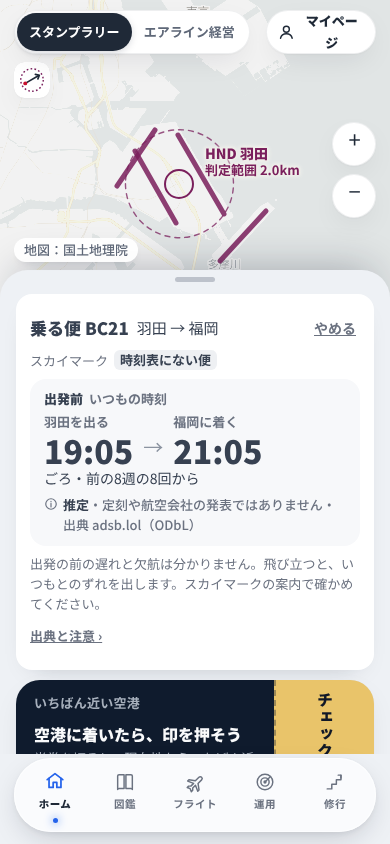 スタンプラリー
エアライン経営
マイページ
HND 羽田
判定範囲 2.0km
+
−
地図：国土地理院
多摩川
乗る便 BC21 羽田 → 福岡
やめる
スカイマーク 時刻表にない便
出発前 いつもの時刻
羽田を出る 福岡に着く
19:05 → 21:05
ごろ・前の8週の8回から
推定・定刻や航空会社の発表ではありません・
出典 adsb.lol（ODbL）
出発の前の遅れと欠航は分かりません。飛び立つと、い
つもとのずれを出します。スカイマークの案内で確かめ
てください。
出典と注意 ›
いちばん近い空港
空港に着いたら、印を押そう
チェック
ホーム
図鑑
フライト
運用
修行